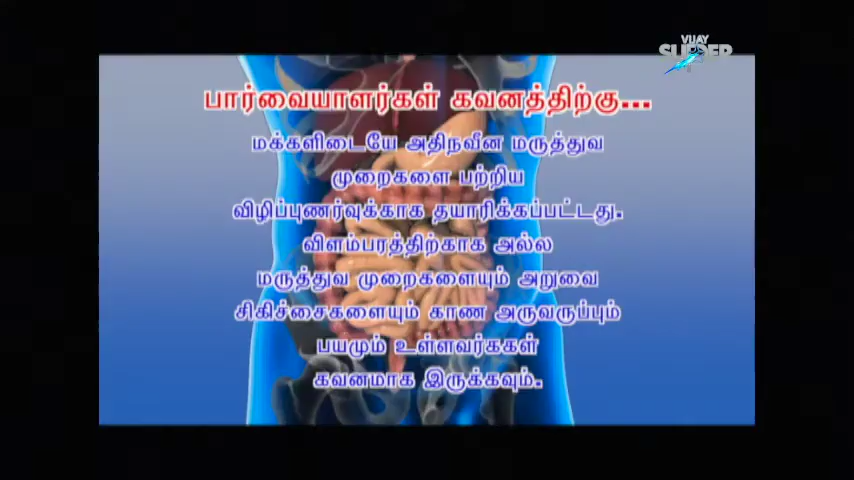 VIJAY
SUPER
பார்வையாளர்கள் கவனத்திற்கு...
மக்களிடையே அதிநவீன மருத்துவ
முறைகளை பற்றிய
விழிப்புணர்வுக்காக தயாரிக்கப்பட்டது.
விளம்பரத்திற்காக அல்ல
மருத்துவ முறைகளையும் அறுவை
சிகிச்சைகளையும் காண அருவருப்பும்
பயமும் உள்ளவர்ககள்
கவனமாக இருக்கவும்.